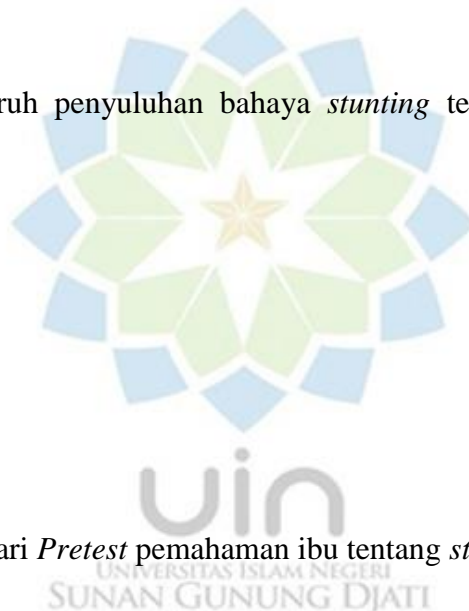 ruh penyuluhan bahaya stunting te
uin
ari Pretest pemahaman ibu tentang st
UNIVERSITAS ISLAM NEGERI
SUNAN GUNUNG DJATI